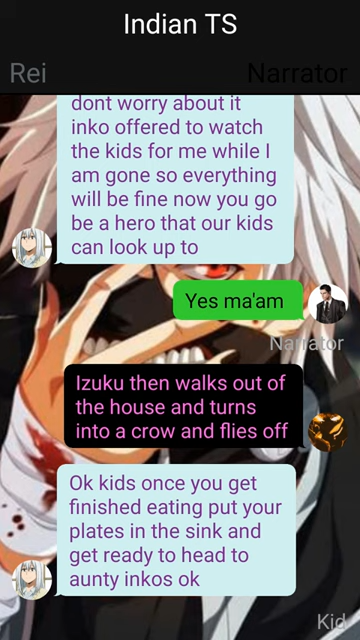 Indian TS
Rei
Narrator
dont worry about it
inko offered to watch
the kids for me while I
am gone so everything
will be fine now you go
be a hero that our kids
can look up to
Yes ma'am
Narrator
Izuku then walks out of
the house and turns
into a crow and flies off
Ok kids once you get
finished eating put your
plates in the sink and
get ready to head to
aunty inkos ok
Kid